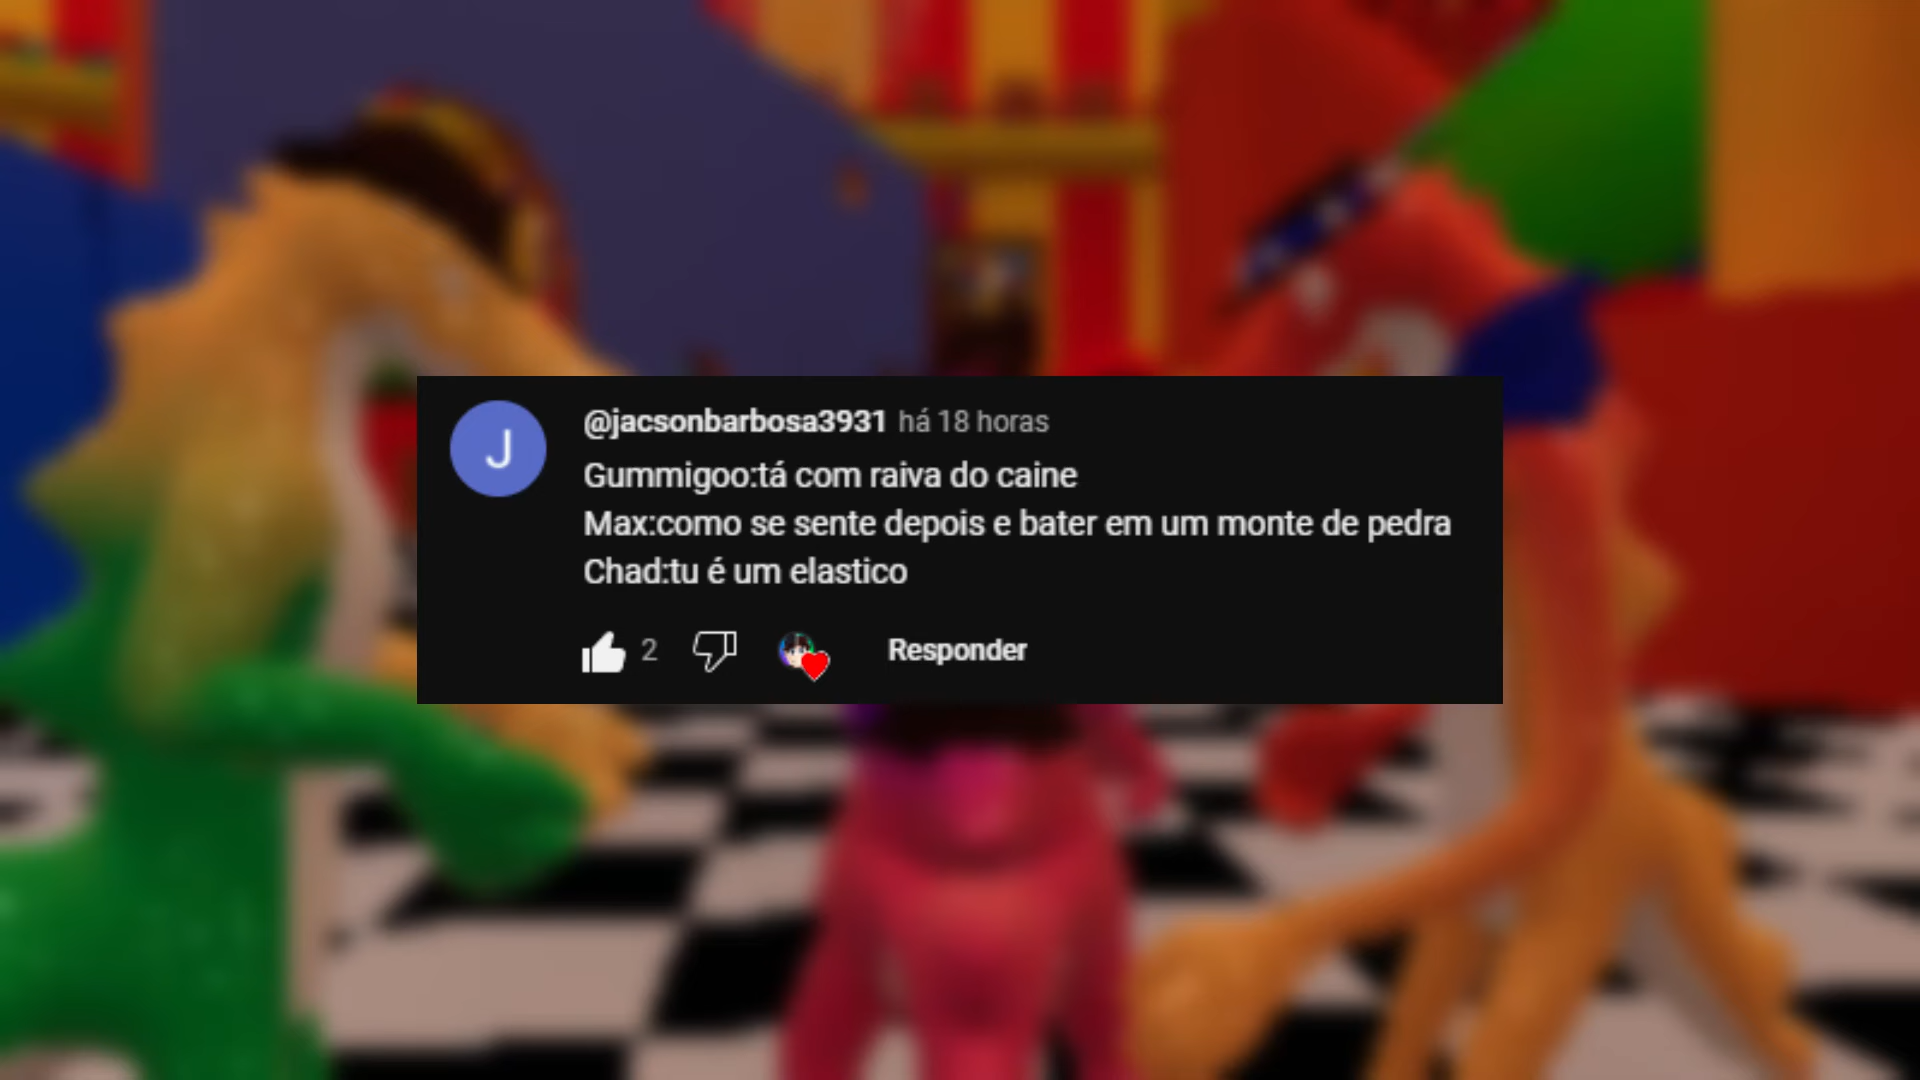 J
@jacsonbarbosa3931 há 18 horas
Gummigoo:tá com raiva do caine
Max:como se sente depois e bater em um monte de pedra
Chad:tu é um elastico
2
Responder